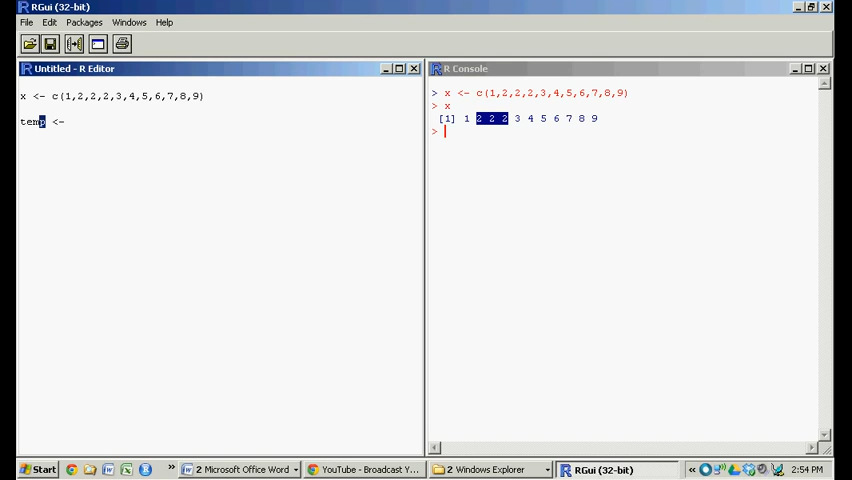 RGui (32-bit)
File Edit Packages Windows Help
Untitled - R Editor
x <- c(1,2,2,2,3,4,5,6,7,8,9)
temp <-
R Console
> x <- c(1,2,2,2,3,4,5,6,7,8,9)
> x
[1] 1 2 2 2 3 4 5 6 7 8 9
>
Start
»
2 Microsoft Office Word
YouTube - Broadcast Y...
2 Windows Explorer
RGui (32-bit)
«
2:54 PM